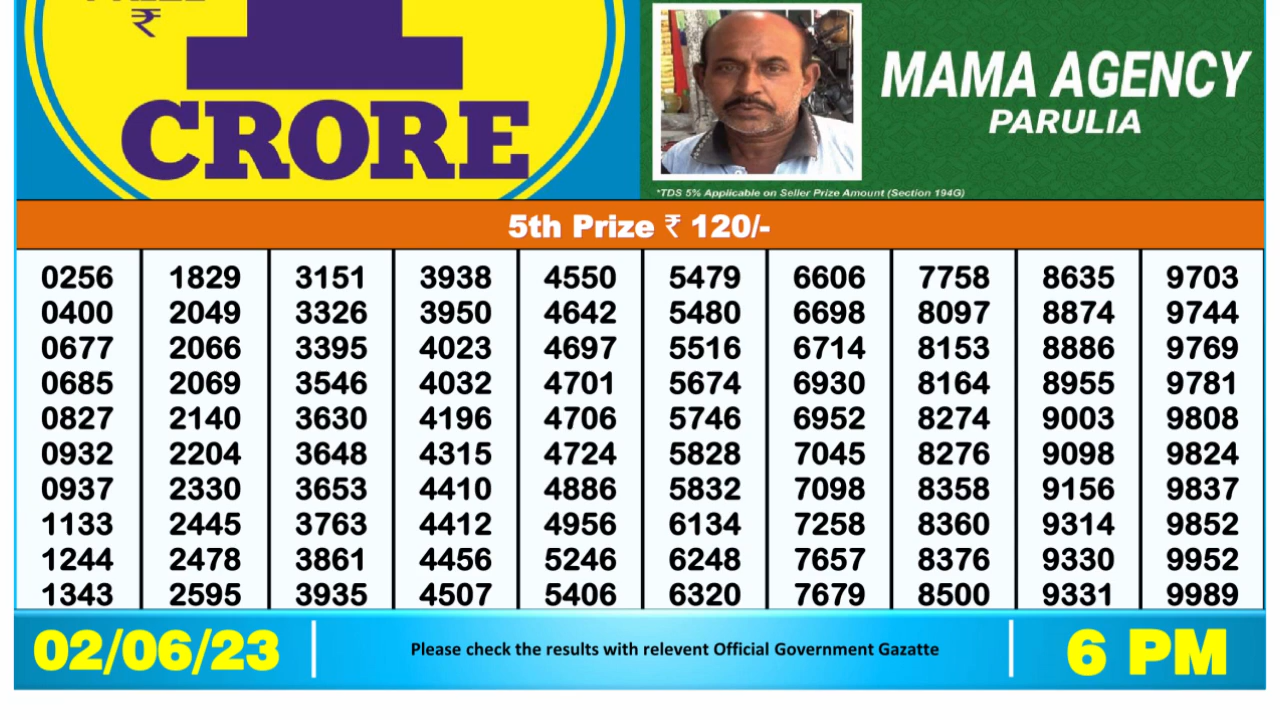 ₹
CRORE
MAMA AGENCY
PARULIA
*TDS 5% Applicable on Seller Prize Amount (Section 194G)
5th Prize ₹ 120/-
0256 1829 3151 3938 4550 5479 6606 7758 8635 9703
0400 2049 3326 3950 4642 5480 6698 8097 8874 9744
0677 2066 3395 4023 4697 5516 6714 8153 8886 9769
0685 2069 3546 4032 4701 5674 6930 8164 8955 9781
0827 2140 3630 4196 4706 5746 6952 8274 9003 9808
0932 2204 3648 4315 4724 5828 7045 8276 9098 9824
0937 2330 3653 4410 4886 5832 7098 8358 9156 9837
1133 2445 3763 4412 4956 6134 7258 8360 9314 9852
1244 2478 3861 4456 5246 6248 7657 8376 9330 9952
1343 2595 3935 4507 5406 6320 7679 8500 9331 9989
02/06/23 Please check the results with relevent Official Government Gazatte 6 PM